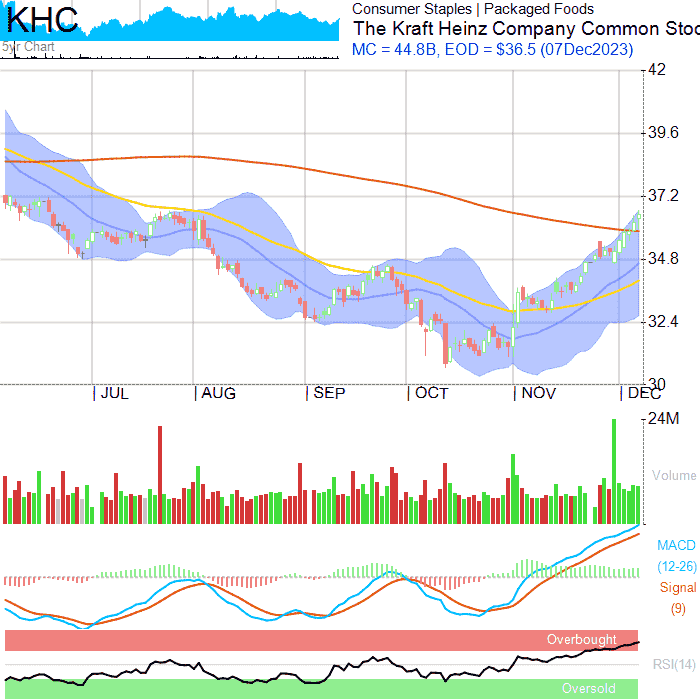 KHC
5yr Chart
Consumer Staples | Packaged Foods
The Kraft Heinz Company Common Stoc
MC = 44.8B, EOD = $36.5 (07Dec2023)
42
39.6
37.2
34.8
32.4
30
JUL AUG SEP OCT NOV DEC
24M
Volume
MACD
(12-26)
Signal
(9)
Overbought
RSI(14)
Oversold